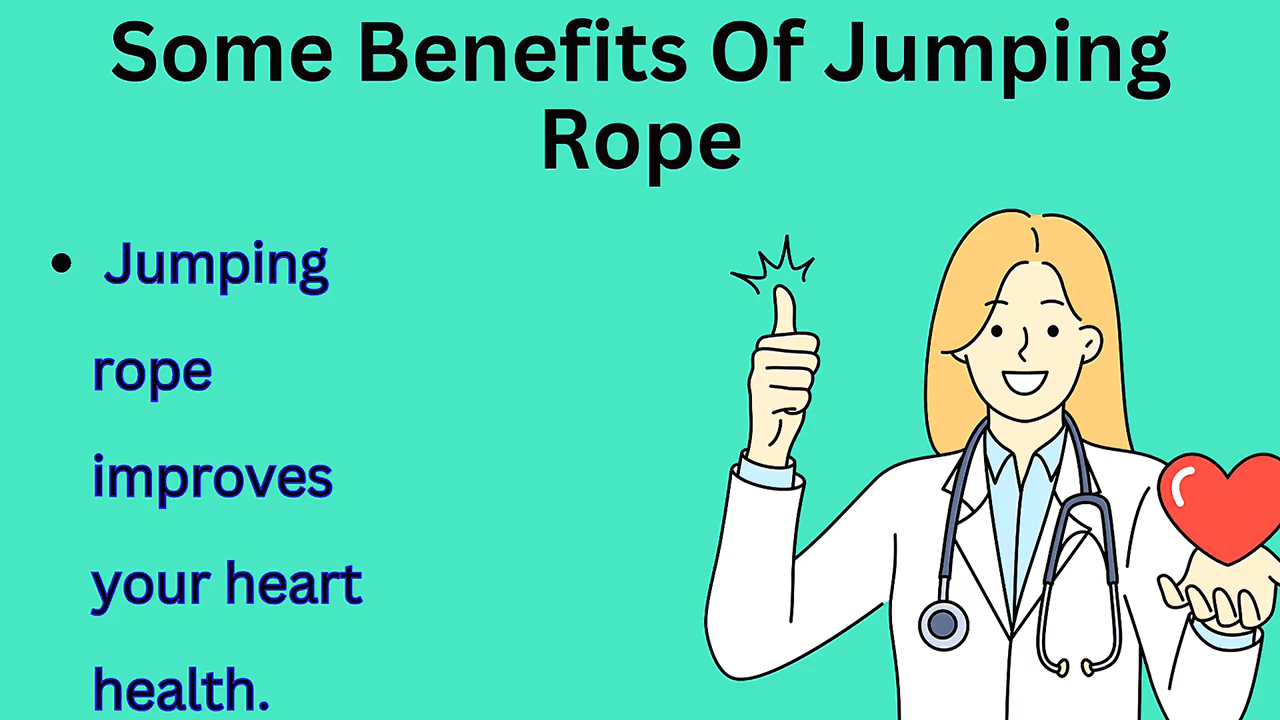 Some Benefits Of Jumping
Rope
• Jumping
rope
improves
your heart
health.